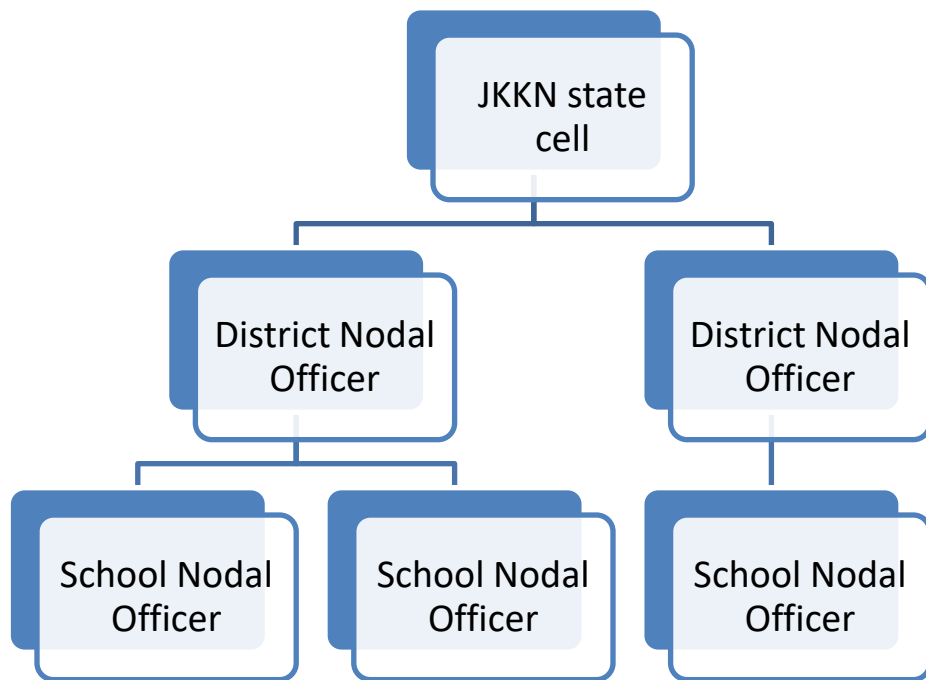 JKKN state
cell
District Nodal
Officer
District Nodal
Officer
School Nodal
Officer
School Nodal
Officer
School Nodal
Officer